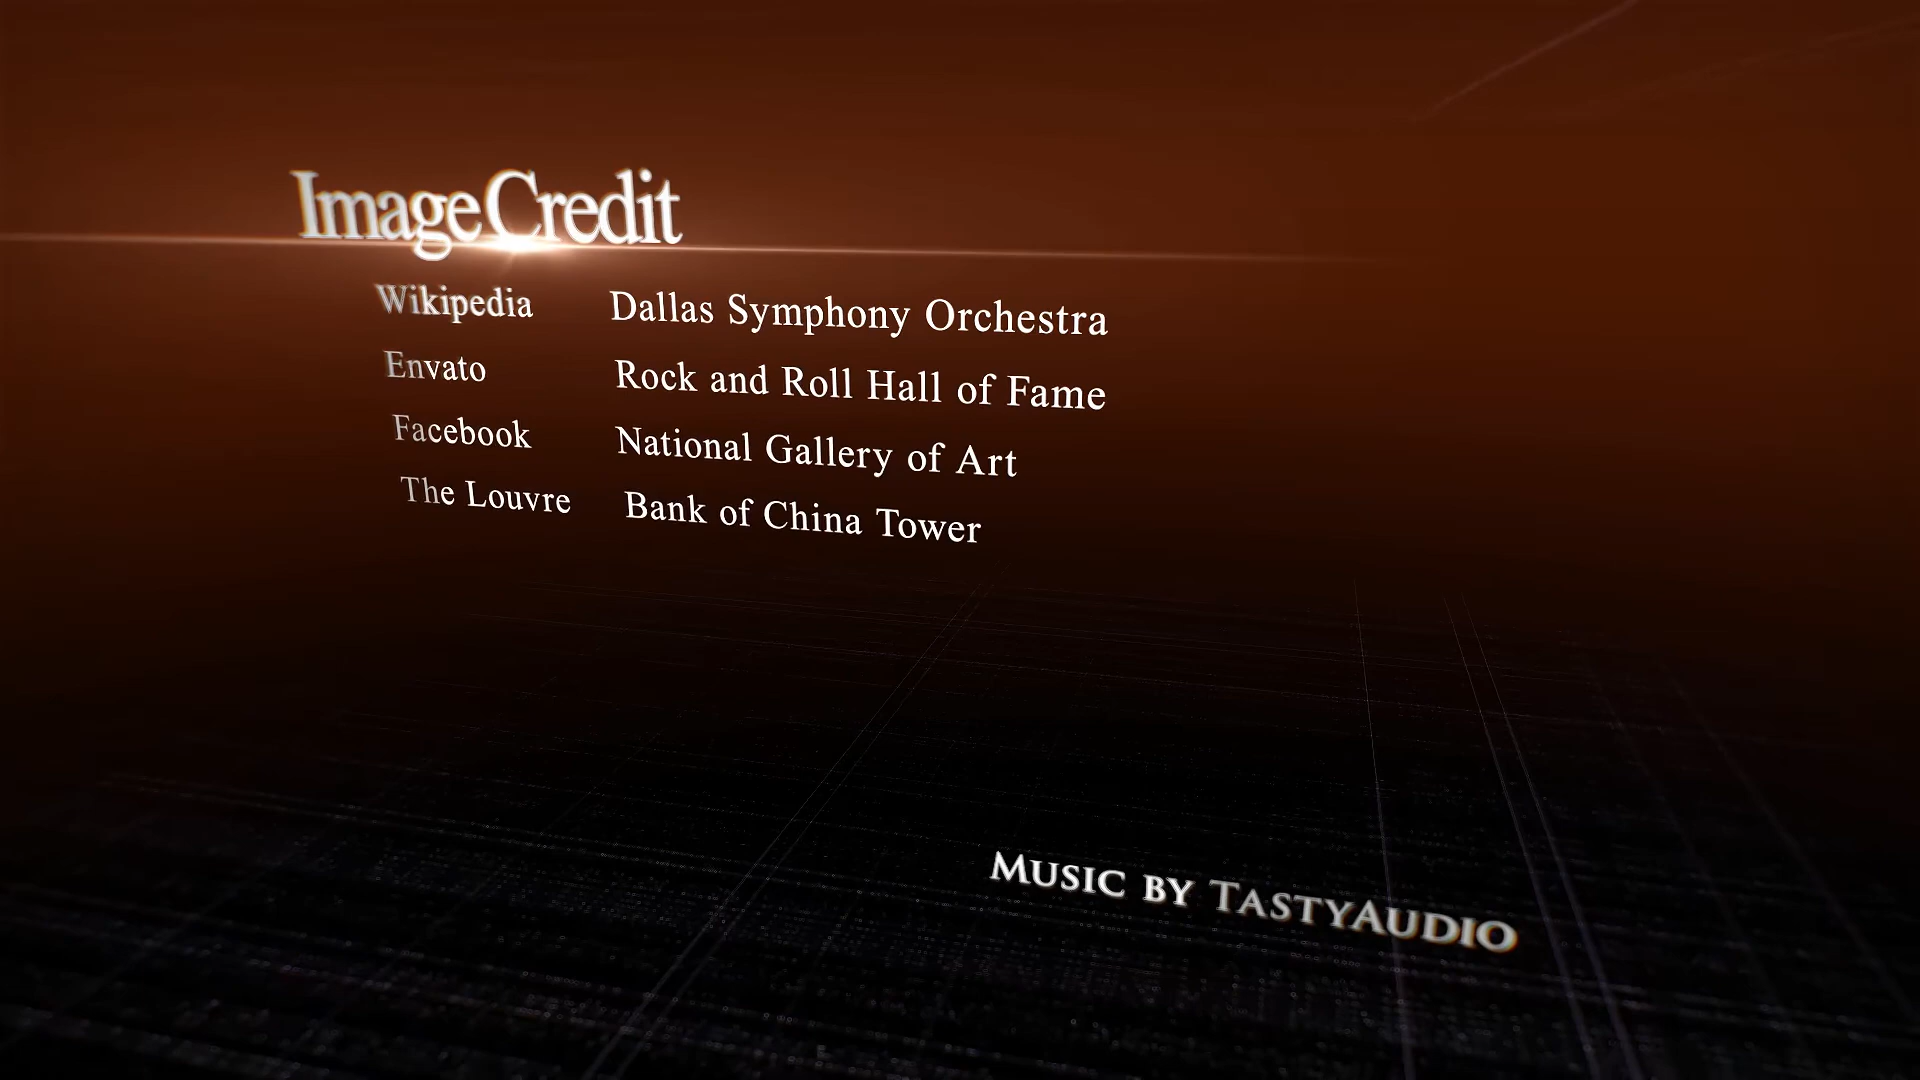 Image Credit
Wikipedia Dallas Symphony Orchestra
Envato Rock and Roll Hall of Fame
Facebook National Gallery of Art
The Louvre Bank of China Tower
MUSIC BY TASTYAUDIO